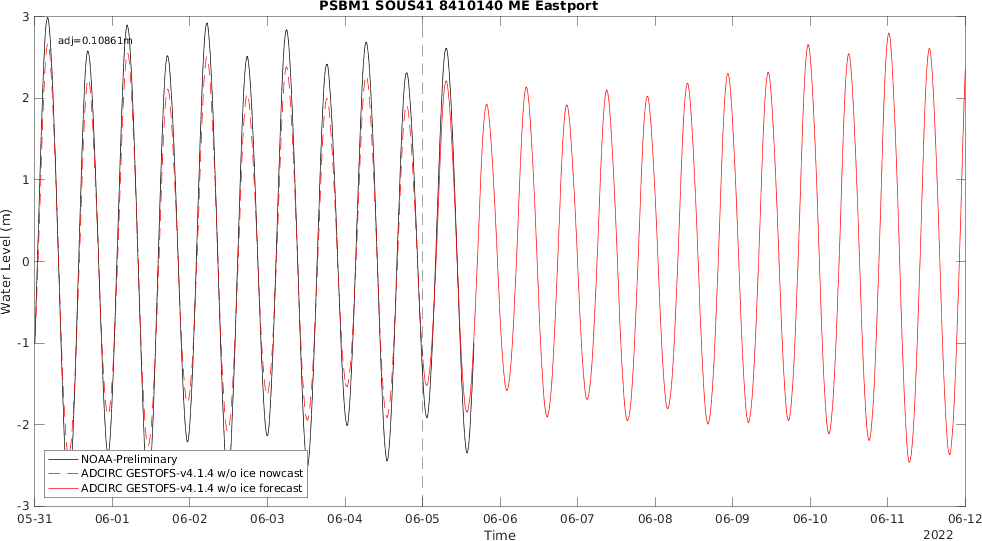 PSBM1 SOUS41 8410140 ME Eastport
adj=0.10861m
3
2
1
0
-1
-2
-3
Water Level (m)
NOAA-Preliminary
ADCIRC GESTOFS-v4.1.4 w/o ice nowcast
ADCIRC GESTOFS-v4.1.4 w/o ice forecast
05-31 06-01 06-02 06-03 06-04 06-05 06-06 06-07 06-08 06-09 06-10 06-11 06-12
Time
2022